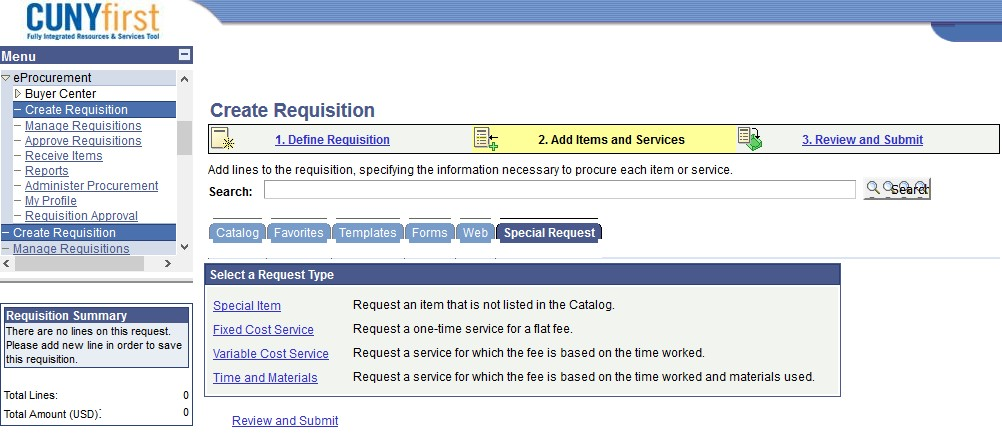 CUNYfirst
Fully Integrated Resources & Services Tool
Menu
eProcurement
Buyer Center
Create Requisition
Manage Requisitions
Approve Requisitions
Receive Items
Reports
Administer Procurement
My Profile
Requisition Approval
Create Requisition
Manage Requisitions
Requisition Summary
There are no lines on this request.
Please add new line in order to save
this requisition.
Total Lines: 0
Total Amount (USD): 0
Create Requisition
1. Define Requisition 2. Add Items and Services 3. Review and Submit
Add lines to the requisition, specifying the information necessary to procure each item or service.
Search: Search
Catalog Favorites Templates Forms Web Special Request
Select a Request Type
Special Item Request an item that is not listed in the Catalog.
Fixed Cost Service Request a one-time service for a flat fee.
Variable Cost Service Request a service for which the fee is based on the time worked.
Time and Materials Request a service for which the fee is based on the time worked and materials used.
Review and Submit